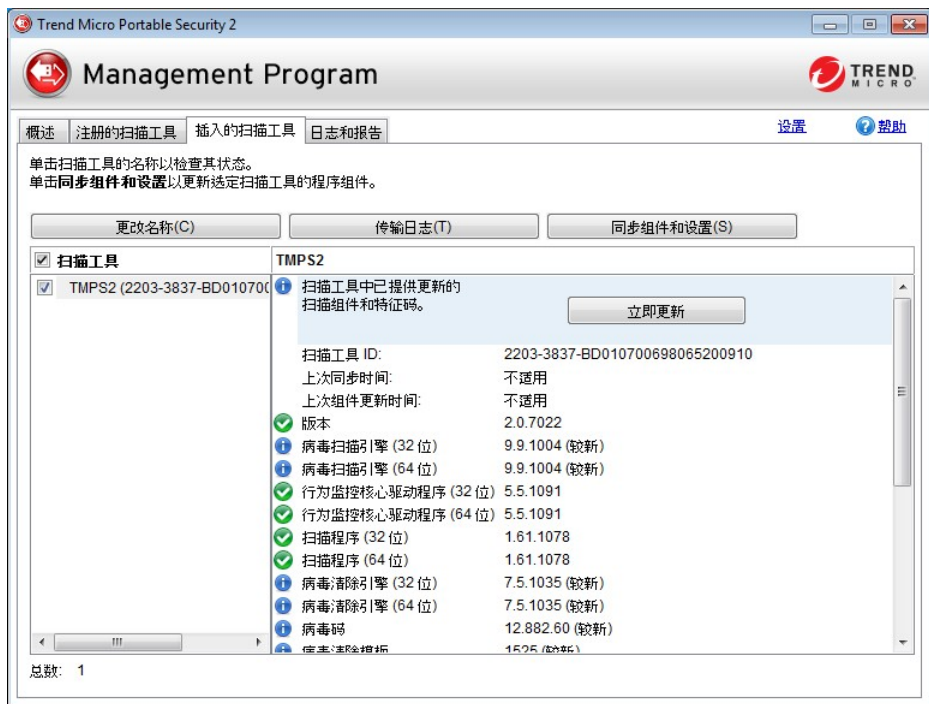 Trend Micro Portable Security 2
Management Program
TREND
MICRO
概述 注册的扫描工具 插入的扫描工具 日志和报告 设置 帮助
单击扫描工具的名称以检查其状态。
单击同步组件和设置以更新选定扫描工具的程序组件。
更改名称(C) 传输日志(T) 同步组件和设置(S)
扫描工具 TMPS2
TMPS2 (2203-3837-BD010700
扫描工具中已提供更新的
扫描组件和特征码。
立即更新
扫描工具 ID: 2203-3837-BD010700698065200910
上次同步时间: 不适用
上次组件更新时间: 不适用
版本 2.0.7022
病毒扫描引擎 (32 位) 9.9.1004 (较新)
病毒扫描引擎 (64 位) 9.9.1004 (较新)
行为监控核心驱动程序 (32 位) 5.5.1091
行为监控核心驱动程序 (64 位) 5.5.1091
扫描程序 (32 位) 1.61.1078
扫描程序 (64 位) 1.61.1078
病毒清除引擎 (32 位) 7.5.1035 (较新)
病毒清除引擎 (64 位) 7.5.1035 (较新)
病毒码 12.882.60 (较新)
病毒清除模板 1525 (较新)
总数: 1